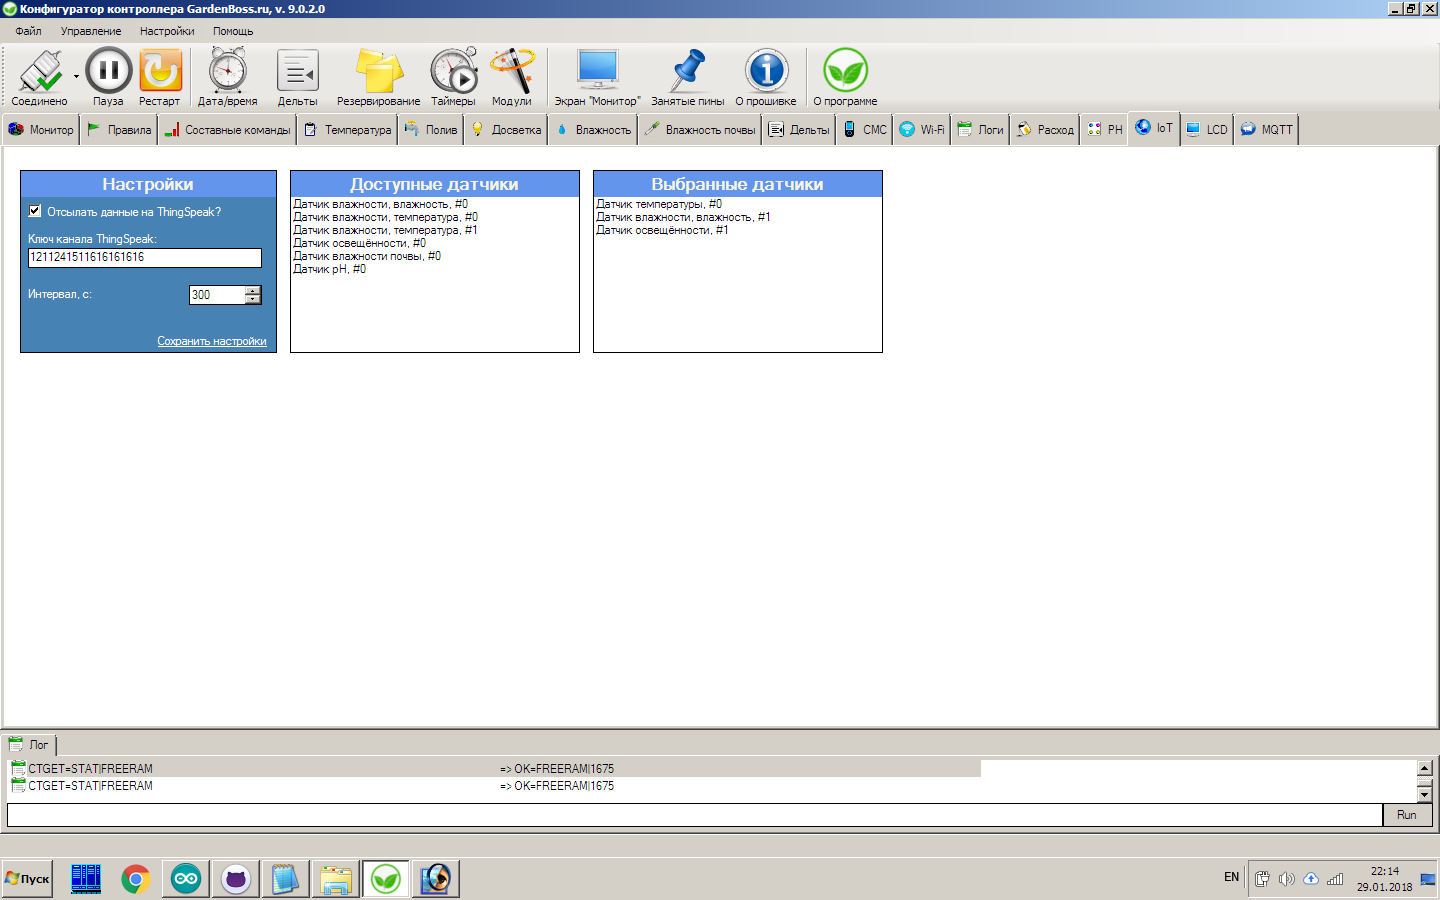 Конфигуратор контроллера GardenBoss.ru, v. 9.0.2.0
Файл Управление Настройки Помощь
Соединено Пауза Рестарт Дата/время Дельты Резервирование Таймеры Модули Экран "Монитор" Занятые пины О прошивке О программе
Монитор Правила Составные команды Температура Полив Досветка Влажность Влажность почвы Дельты СМС Wi-Fi Логи Расход PH IoT LCD MQTT
Настройки
Отсылать данные на ThingSpeak?
Ключ канала ThingSpeak:
1211241511616161616
Интервал, с: 300
Сохранить настройки
Доступные датчики
Датчик влажности, влажность, #0
Датчик влажности, температура, #0
Датчик влажности, температура, #1
Датчик освещённости, #0
Датчик влажности почвы, #0
Датчик pH, #0
Выбранные датчики
Датчик температуры, #0
Датчик влажности, влажность, #1
Датчик освещённости, #1
Лог
CTGET=STAT|FREERAM => OK=FREERAM|1675
CTGET=STAT|FREERAM => OK=FREERAM|1675
Run
Пуск
EN
22:14
29.01.2018